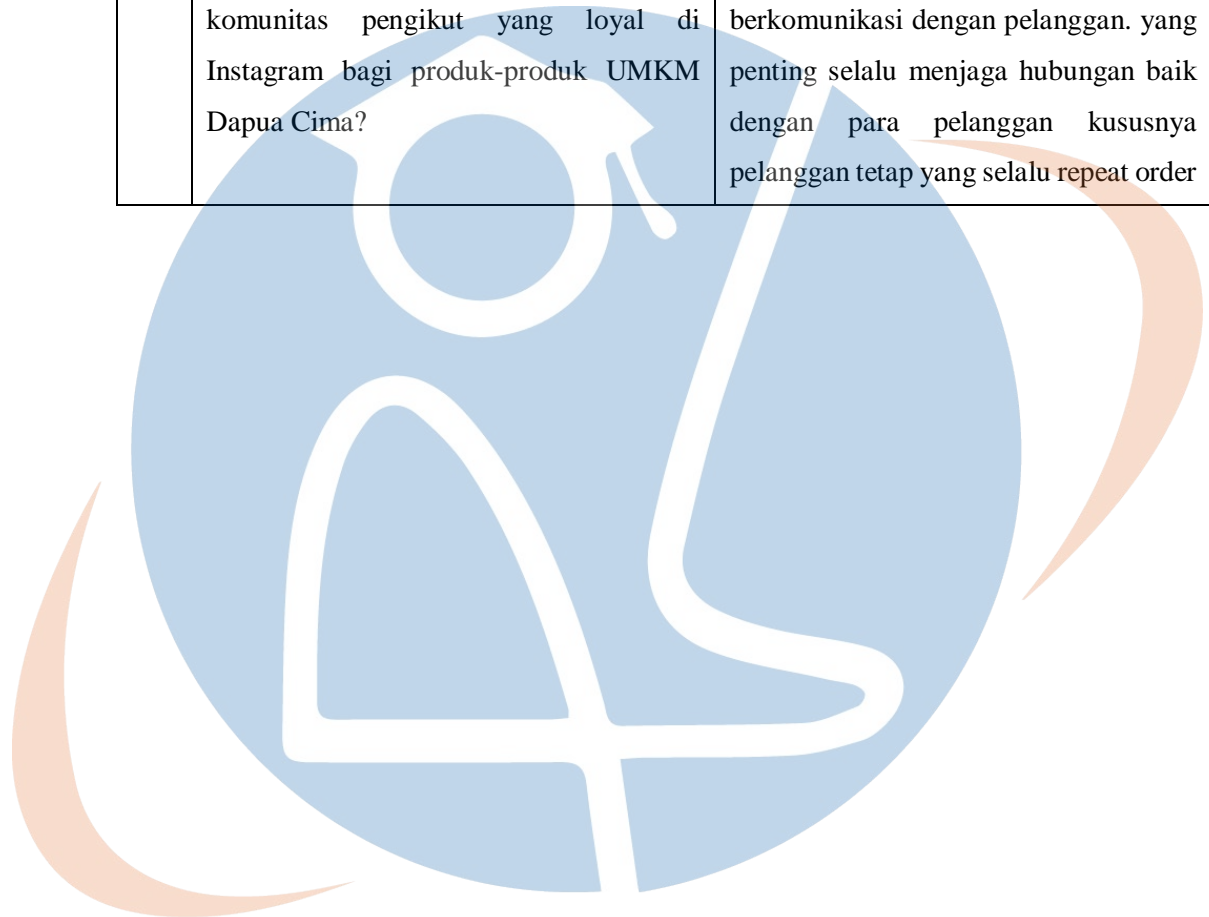 komunitas pengikut yang loyal di
Instagram bagi produk-produk UMKM
Dapua Cima?
berkomunikasi dengan pelanggan. yang
penting selalu menjaga hubungan baik
dengan para pelanggan kususnya
pelanggan tetap yang selalu repeat order